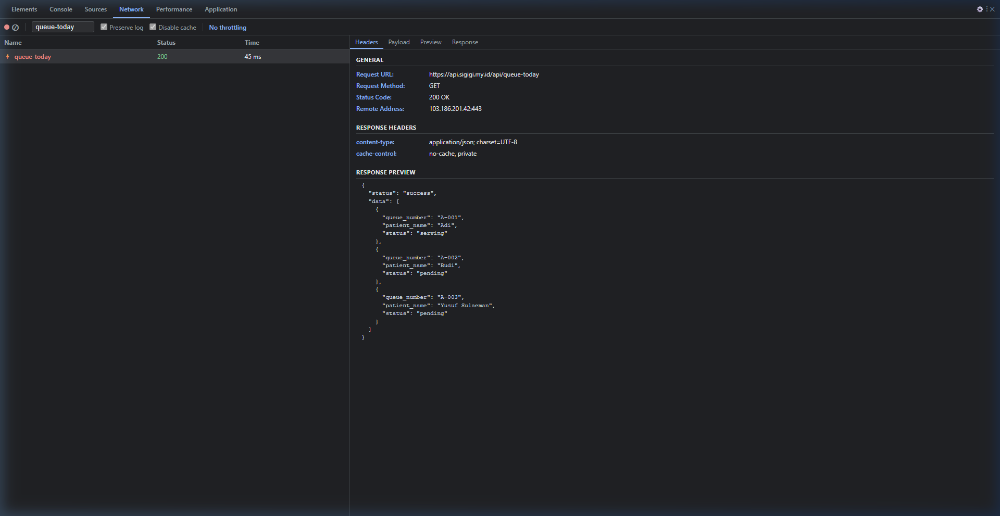 Elements Console Sources Network Performance Application
queue-today Preserve log Disable cache No throttling
Name Status Time
queue-today 200 45 ms
Headers Payload Preview Response
GENERAL
Request URL: https://api.sigigi.my.id/api/queue-today
Request Method: GET
Status Code: 200 OK
Remote Address: 103.186.201.42:443
RESPONSE HEADERS
content-type: application/json; charset=UTF-8
cache-control: no-cache, private
RESPONSE PREVIEW
{
"status": "success",
"data": [
{
"queue_number": "A-001",
"patient_name": "Adi",
"status": "serving"
},
{
"queue_number": "A-002",
"patient_name": "Budi",
"status": "pending"
},
{
"queue_number": "A-003",
"patient_name": "Yusuf Sulaeman",
"status": "pending"
}
]
}